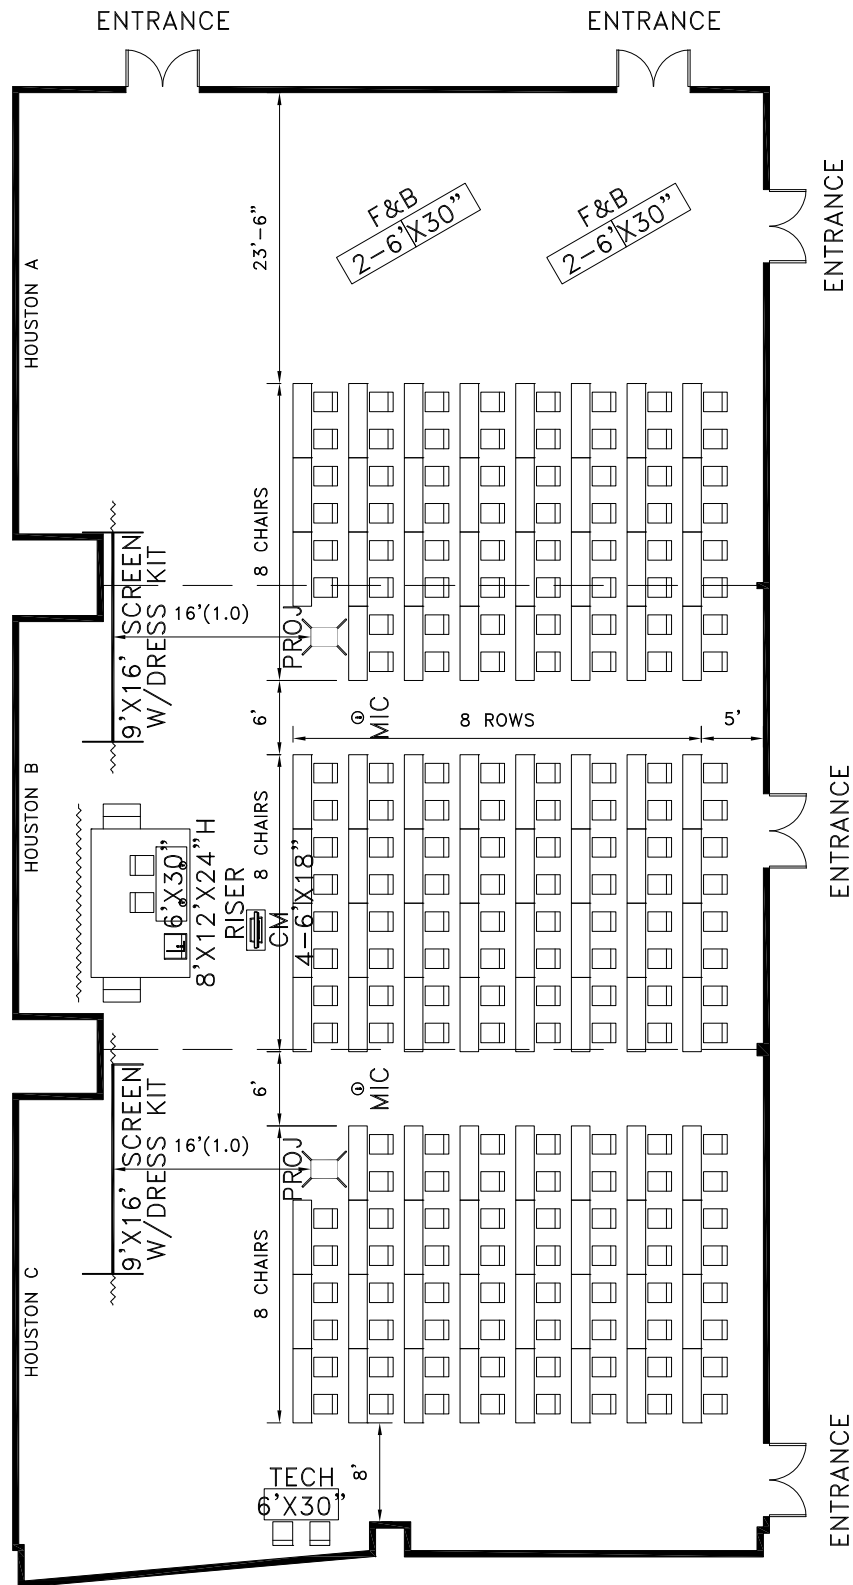 ENTRANCE
ENTRANCE
ENTRANCE
F&B
2-6'X30"
F&B
2-6'X30"
23'-6"
HOUSTON A
8 CHAIRS
9'X16' SCREEN
W/DRESS KIT
16'(1.0)
PROJ
6'
MIC
8 ROWS
5'
HOUSTON B
ENTRANCE
8 CHAIRS
L
6'X30"
8'X12'X24"H
RISER
CM
4-6'X18"
6'
MIC
9'X16' SCREEN
W/DRESS KIT
16'(1.0)
PROJ
HOUSTON C
8 CHAIRS
8'
TECH
6'X30"
ENTRANCE